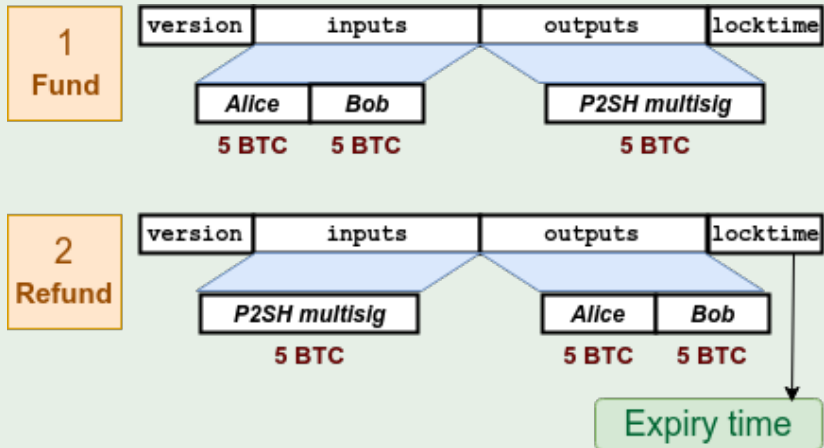 1
Fund
version inputs outputs locktime
Alice Bob P2SH multisig
5 BTC 5 BTC 5 BTC
2
Refund
version inputs outputs locktime
P2SH multisig Alice Bob
5 BTC 5 BTC 5 BTC
Expiry time